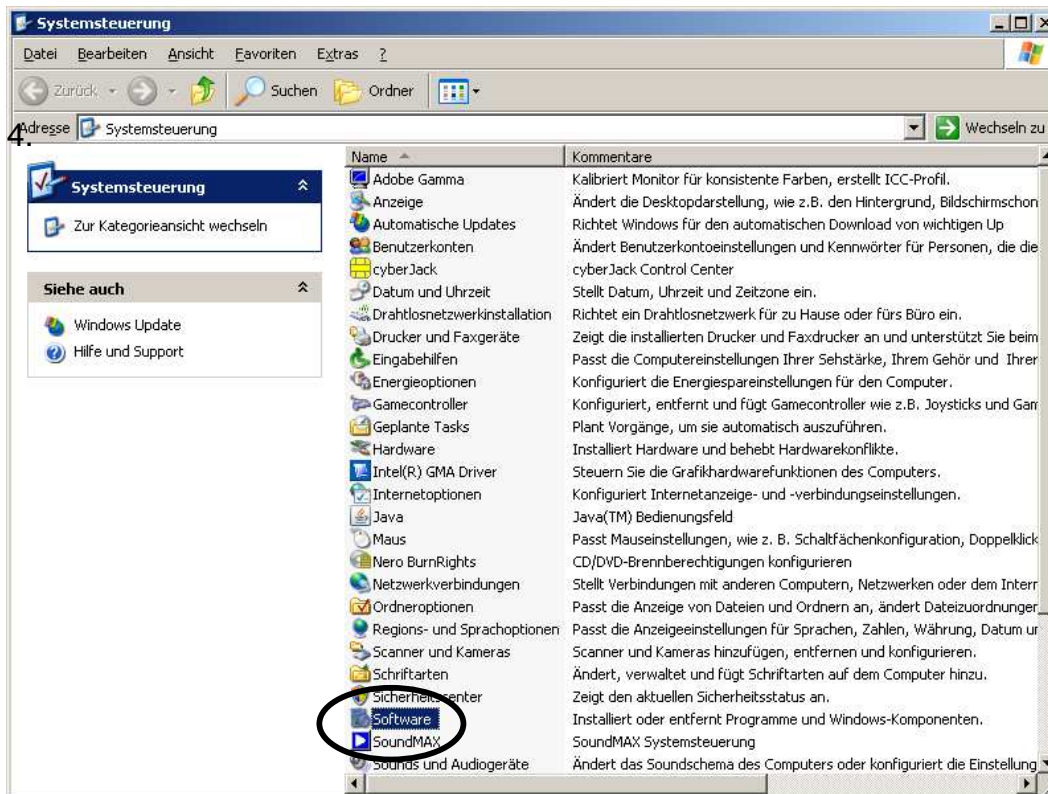 Systemsteuerung
Datei Bearbeiten Ansicht Favoriten Extras ?
Zurück Suchen Ordner
4.
Adresse Systemsteuerung Wechseln zu
Systemsteuerung
Zur Kategorieansicht wechseln
Siehe auch
Windows Update
Hilfe und Support
Name Kommentare
Adobe Gamma Kalibriert Monitor für konsistente Farben, erstellt ICC-Profil.
Anzeige Ändert die Desktopdarstellung, wie z.B. den Hintergrund, Bildschirmschon
Automatische Updates Richtet Windows für den automatischen Download von wichtigen Up
Benutzerkonten Ändert Benutzerkontoeinstellungen und Kennwörter für Personen, die die
cyberJack cyberJack Control Center
Datum und Uhrzeit Stellt Datum, Uhrzeit und Zeitzone ein.
Drahtlosnetzwerkinstallation Richtet ein Drahtlosnetzwerk für zu Hause oder fürs Büro ein.
Drucker und Faxgeräte Zeigt die installierten Drucker und Faxdrucker an und unterstützt Sie beim
Eingabehilfen Passt die Computereinstellungen Ihrer Sehstärke, Ihrem Gehör und Ihrer
Energieoptionen Konfiguriert die Energiespareinstellungen für den Computer.
Gamecontroller Konfiguriert, entfernt und fügt Gamecontroller wie z.B. Joysticks und Gam
Geplante Tasks Plant Vorgänge, um sie automatisch auszuführen.
Hardware Installiert Hardware und behebt Hardwarekonflikte.
Intel(R) GMA Driver Steuern Sie die Grafikhardwarefunktionen des Computers.
Internetoptionen Konfiguriert Internetanzeige- und -verbindungseinstellungen.
Java Java(TM) Bedienungsfeld
Maus Passt Mauseinstellungen, wie z. B. Schaltfächenkonfiguration, Doppelklick
Nero BurnRights CD/DVD-Brennberechtigungen konfigurieren
Netzwerkverbindungen Stellt Verbindungen mit anderen Computern, Netzwerken oder dem Intern
Ordneroptionen Passt die Anzeige von Dateien und Ordnern an, ändert Dateizuordnungen
Regions- und Sprachoptionen Passt die Anzeigeeinstellungen für Sprachen, Zahlen, Währung, Datum un
Scanner und Kameras Scanner und Kameras hinzufügen, entfernen und konfigurieren.
Schriftarten Ändert, verwaltet und fügt Schriftarten auf dem Computer hinzu.
Sicherheitscenter Zeigt den aktuellen Sicherheitsstatus an.
Software Installiert oder entfernt Programme und Windows-Komponenten.
SoundMAX SoundMAX Systemsteuerung
Sounds und Audiogeräte Ändert das Soundschema des Computers oder konfiguriert die Einstellung